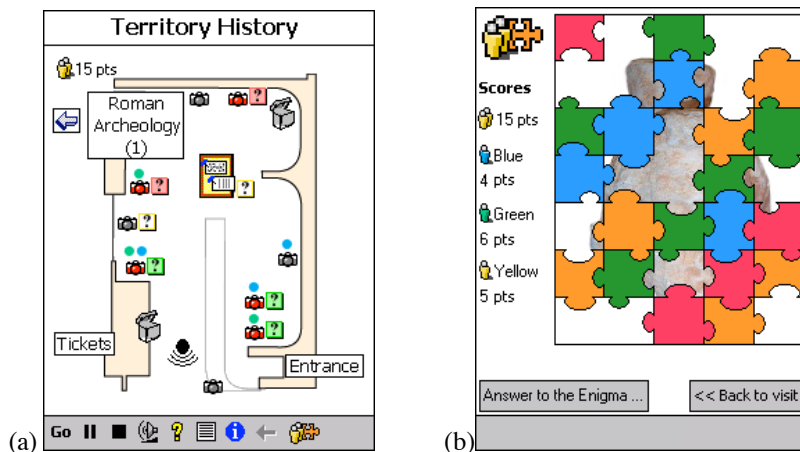 Territory History
15 pts
Roman
Archeology
(1)
?
?
?
?
?
?
?
Tickets
Entrance
Go
?
i
(a)
Scores
15 pts
Blue
4 pts
Green
6 pts
Yellow
5 pts
Answer to the Enigma ...
<< Back to visit
(b)